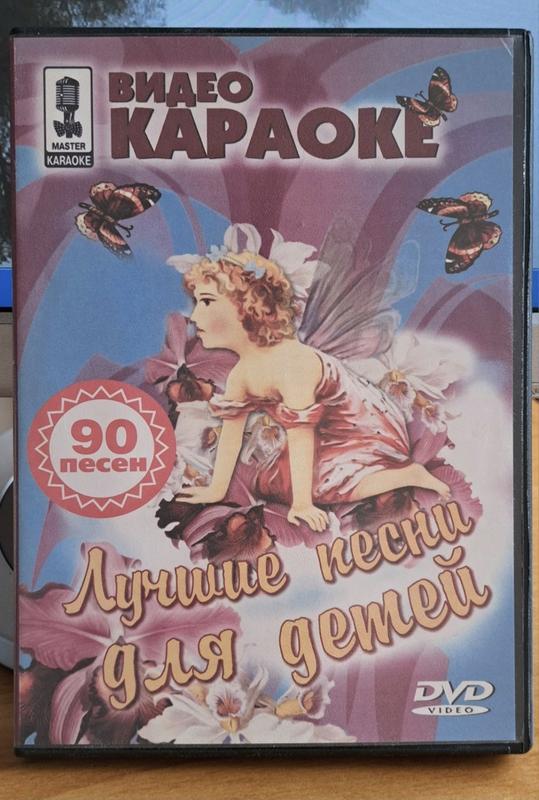 MASTER
KARAOKE
ВИДЕО
КАРАОКЕ
90
песен
Лучшие песни
для детей
DVD
VIDEO